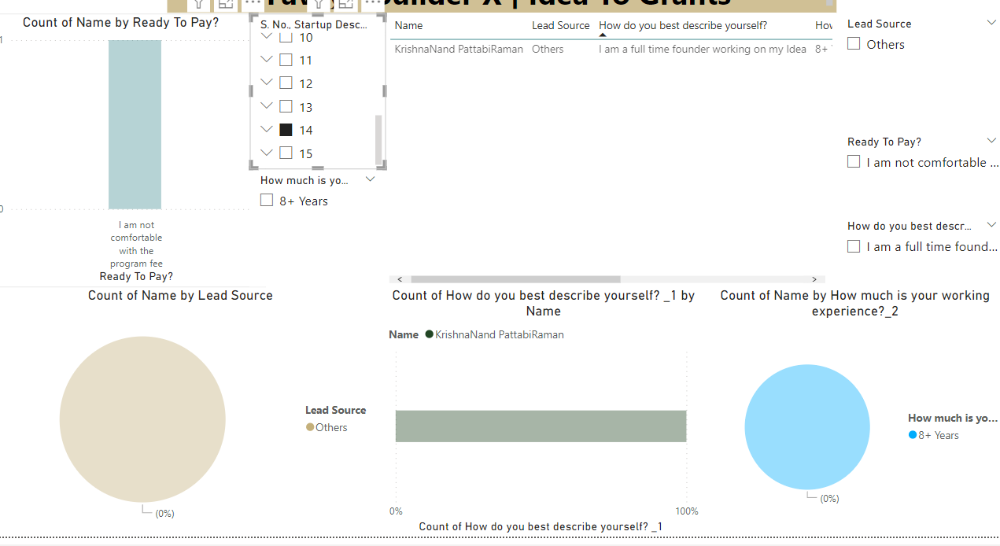 Builder X | Idea To Grants
Count of Name by Ready To Pay?
1
0
I am not
comfortable
with the
program fee
Ready To Pay?
S. No., Startup Desc...
10
11
12
13
14
15
How much is yo...
8+ Years
Name Lead Source How do you best describe yourself?
KrishnaNand PattabiRaman Others I am a full time founder working on my Idea 8+
Lead Source
Others
Ready To Pay?
I am not comfortable ...
How do you best descr...
I am a full time found...
Count of Name by Lead Source
Lead Source
Others
(0%)
Count of How do you best describe yourself? _1 by
Name
Name KrishnaNand PattabiRaman
0% 100%
Count of How do you best describe yourself? _1
Count of Name by How much is your working
experience?_2
How much is yo...
8+ Years
(0%)